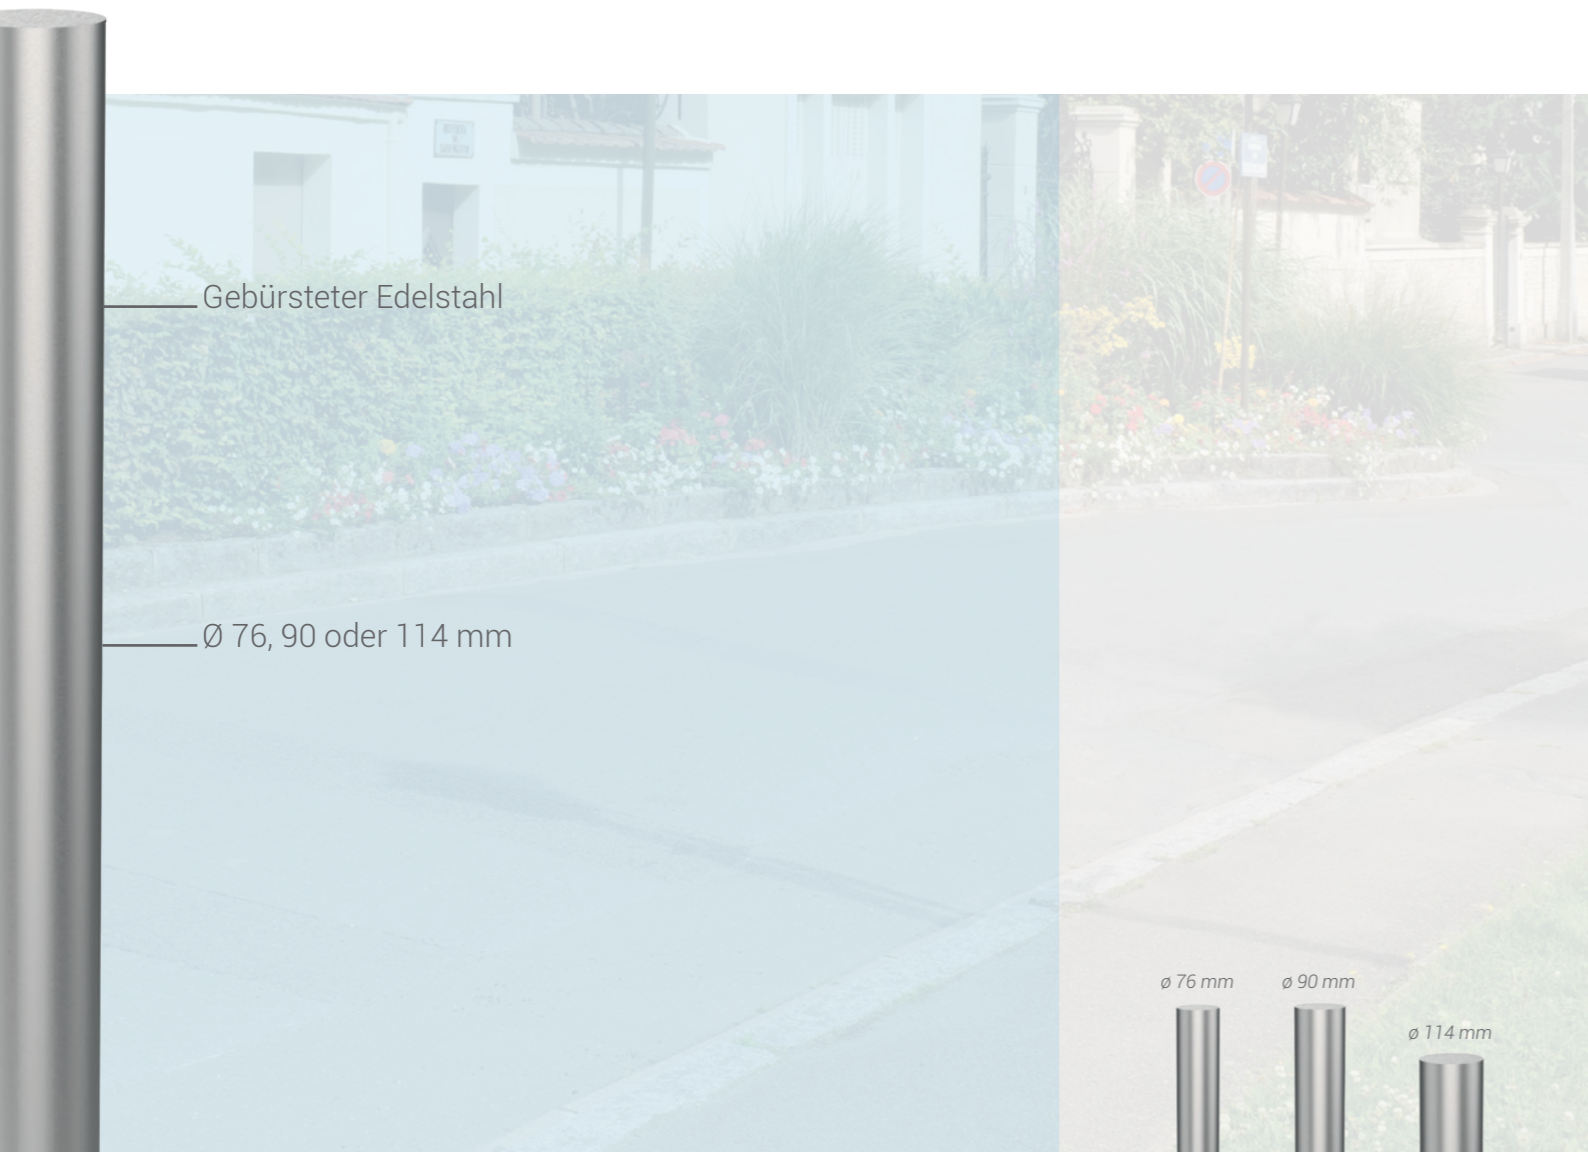 Gebürsteter Edelstahl
Ø 76, 90 oder 114 mm
ø 76 mm
ø 90 mm
ø 114 mm